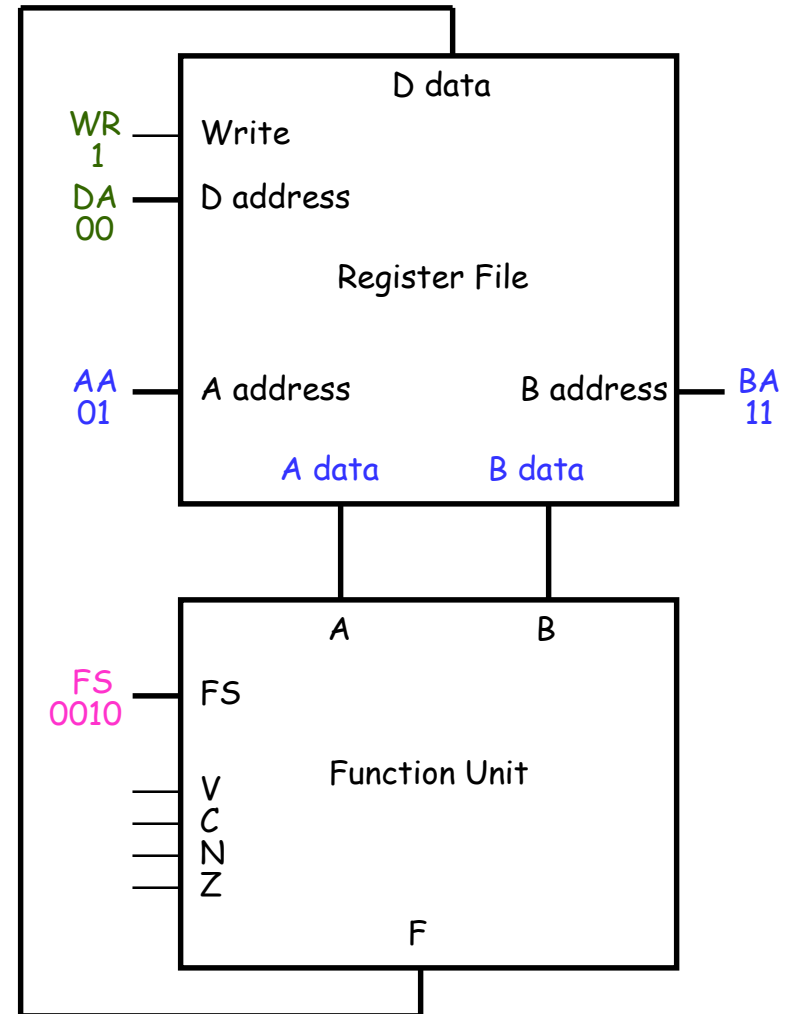 D data
WR
1
Write
DA
00
D address
Register File
AA
01
A address
B address
BA
11
A data
B data
A
B
FS
0010
FS
Function Unit
V
C
N
Z
F